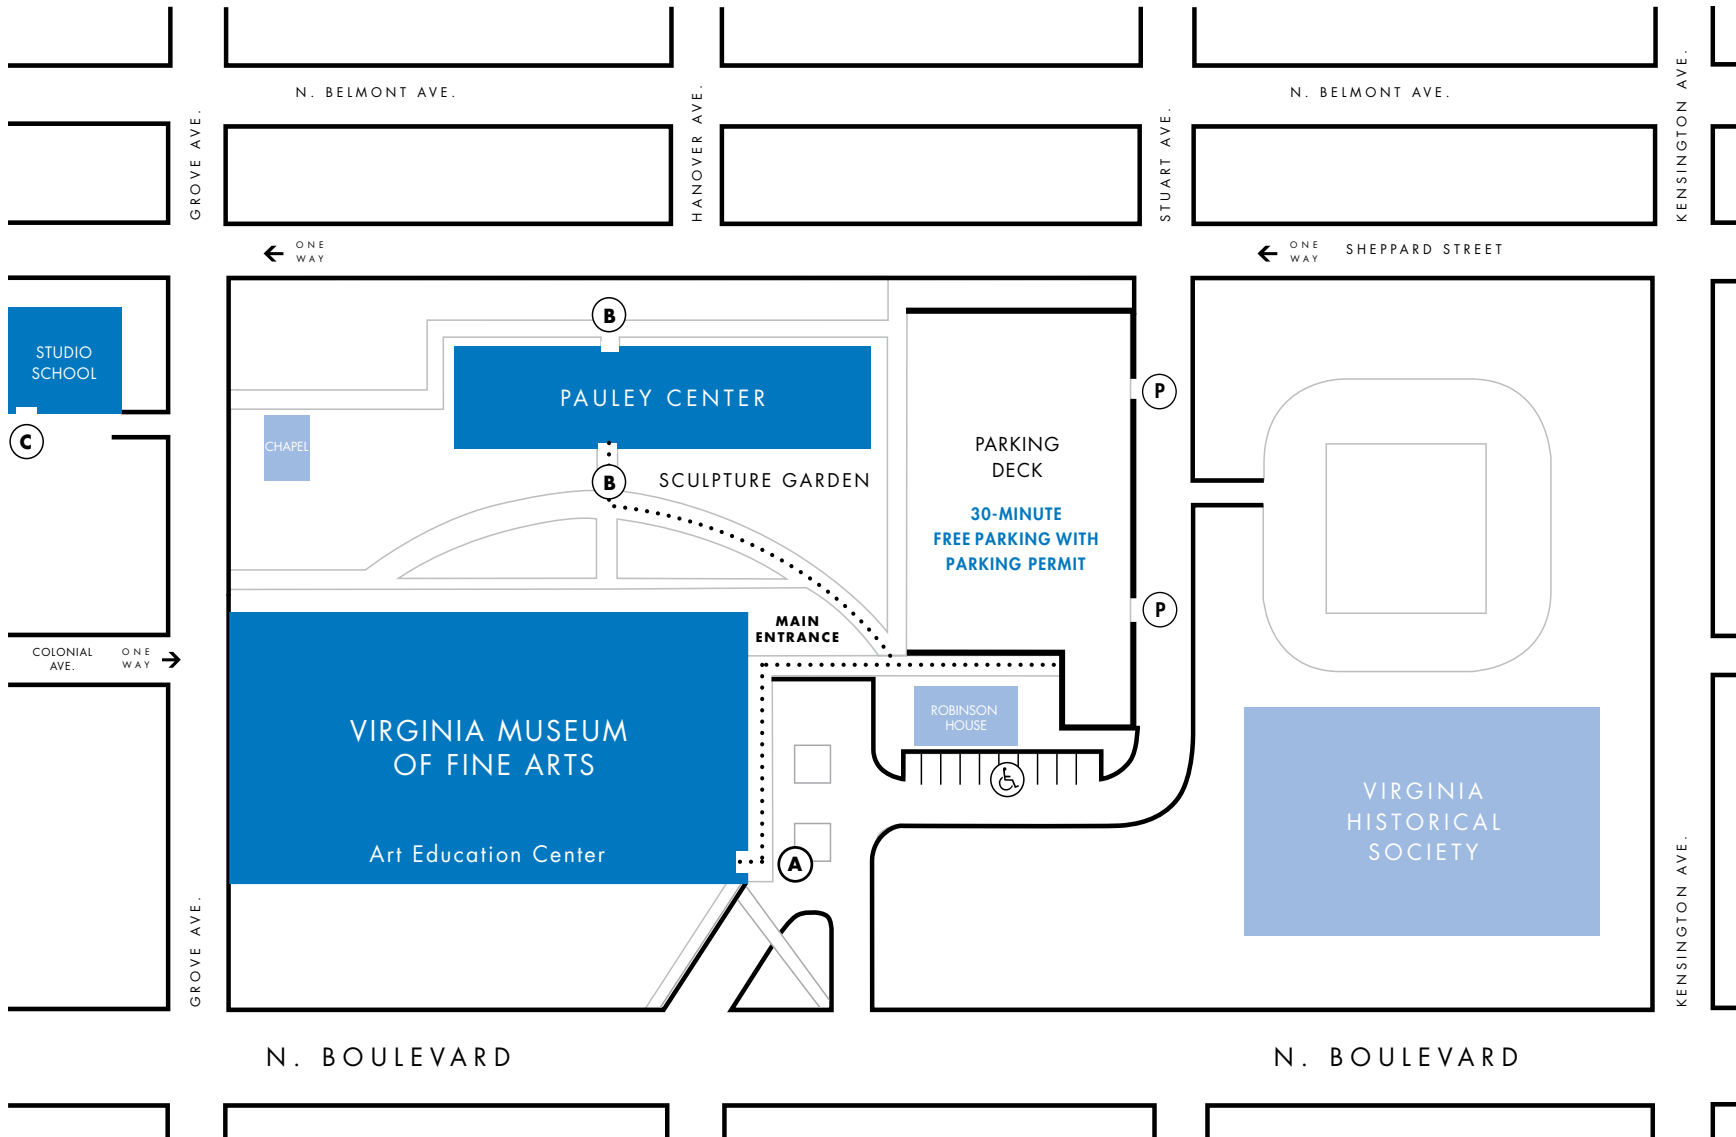 N. BELMONT AVE.
N. BELMONT AVE.
GROVE AVE.
HANOVER AVE.
STUART AVE.
KENSINGTON AVE.
ONE
WAY
ONE
WAY
SHEPPARD STREET
B
STUDIO
SCHOOL
C
PAULEY CENTER
P
CHAPEL
B
SCULPTURE GARDEN
PARKING
DECK
30-MINUTE
FREE PARKING WITH
PARKING PERMIT
P
MAIN
ENTRANCE
COLONIAL
AVE.
ONE
WAY
ROBINSON
HOUSE
VIRGINIA MUSEUM
OF FINE ARTS
Art Education Center
A
VIRGINIA
HISTORICAL
SOCIETY
GROVE AVE.
KENSINGTON AVE.
N. BOULEVARD
N. BOULEVARD